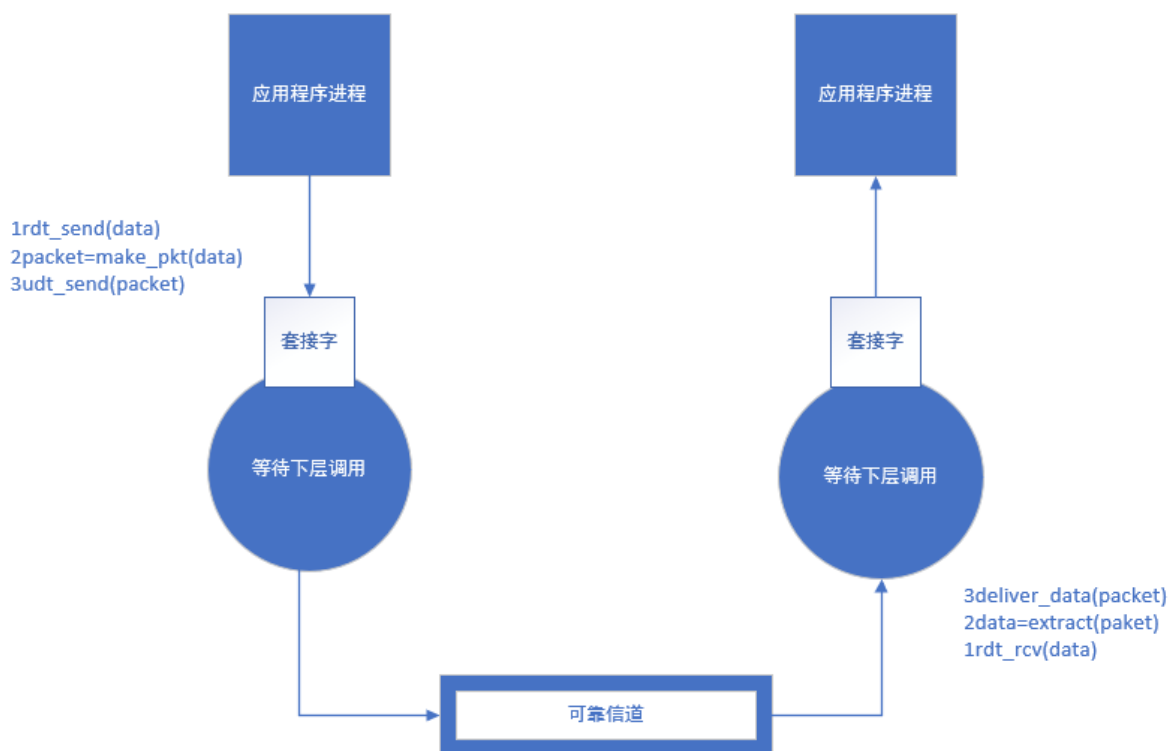 应用程序进程
应用程序进程
1rdt_send(data)
2packet=make_pkt(data)
3udt_send(packet)
套接字
套接字
等待下层调用
等待下层调用
3deliver_data(packet)
2data=extract(paket)
1rdt_rcv(data)
可靠信道